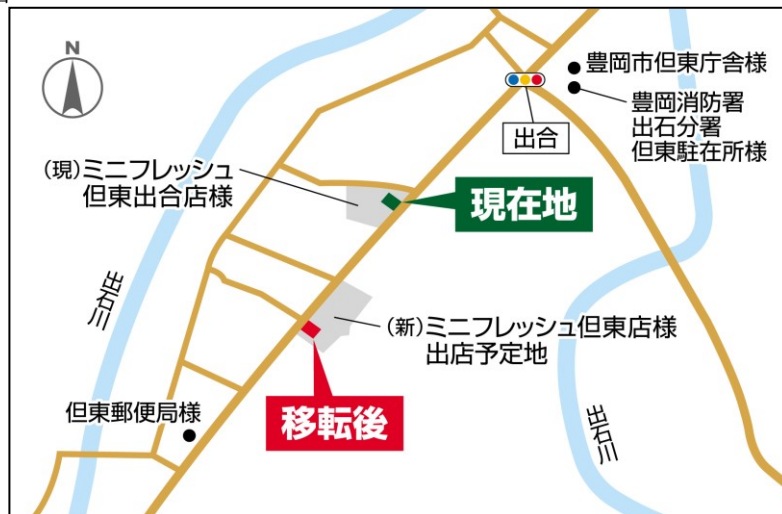 N
豊岡市但東庁舎様
豊岡消防署
出石分署
但東駐在所様
出合
(現)ミニフレッシュ
但東出合店様
現在地
出石川
(新)ミニフレッシュ但東店様
出店予定地
移転後
但東郵便局様
出石川